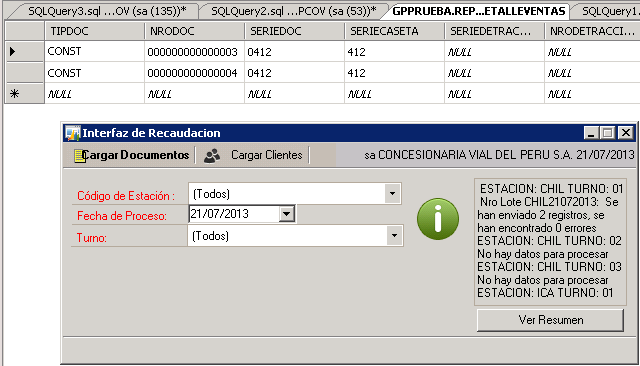 SQLQuery3.sql ...OV (sa (135))* SQLQuery2.sql ...PCOV (sa (53))* GPPRUEBA.REP...ETALLEVENTAS SQLQuery1.
TIPDOC NRODOC SERIEDOC SERIECASETA SERIEDETRAC... NRODETRACCI...
CONST 000000000000003 0412 412 NULL NULL
CONST 000000000000004 0412 412 NULL NULL
NULL NULL NULL NULL NULL NULL
Interfaz de Recaudacion
Cargar Documentos Cargar Clientes sa CONCESIONARIA VIAL DEL PERU S.A. 21/07/2013
Código de Estación : (Todos)
Fecha de Proceso: 21/07/2013
Turno: (Todos)
ESTACION: CHIL TURNO: 01
Nro Lote CHIL21072013: Se
han enviado 2 registros, se
han encontrado 0 errores
ESTACION: CHIL TURNO: 02
No hay datos para procesar
ESTACION: CHIL TURNO: 03
No hay datos para procesar
ESTACION: ICA TURNO: 01
Ver Resumen